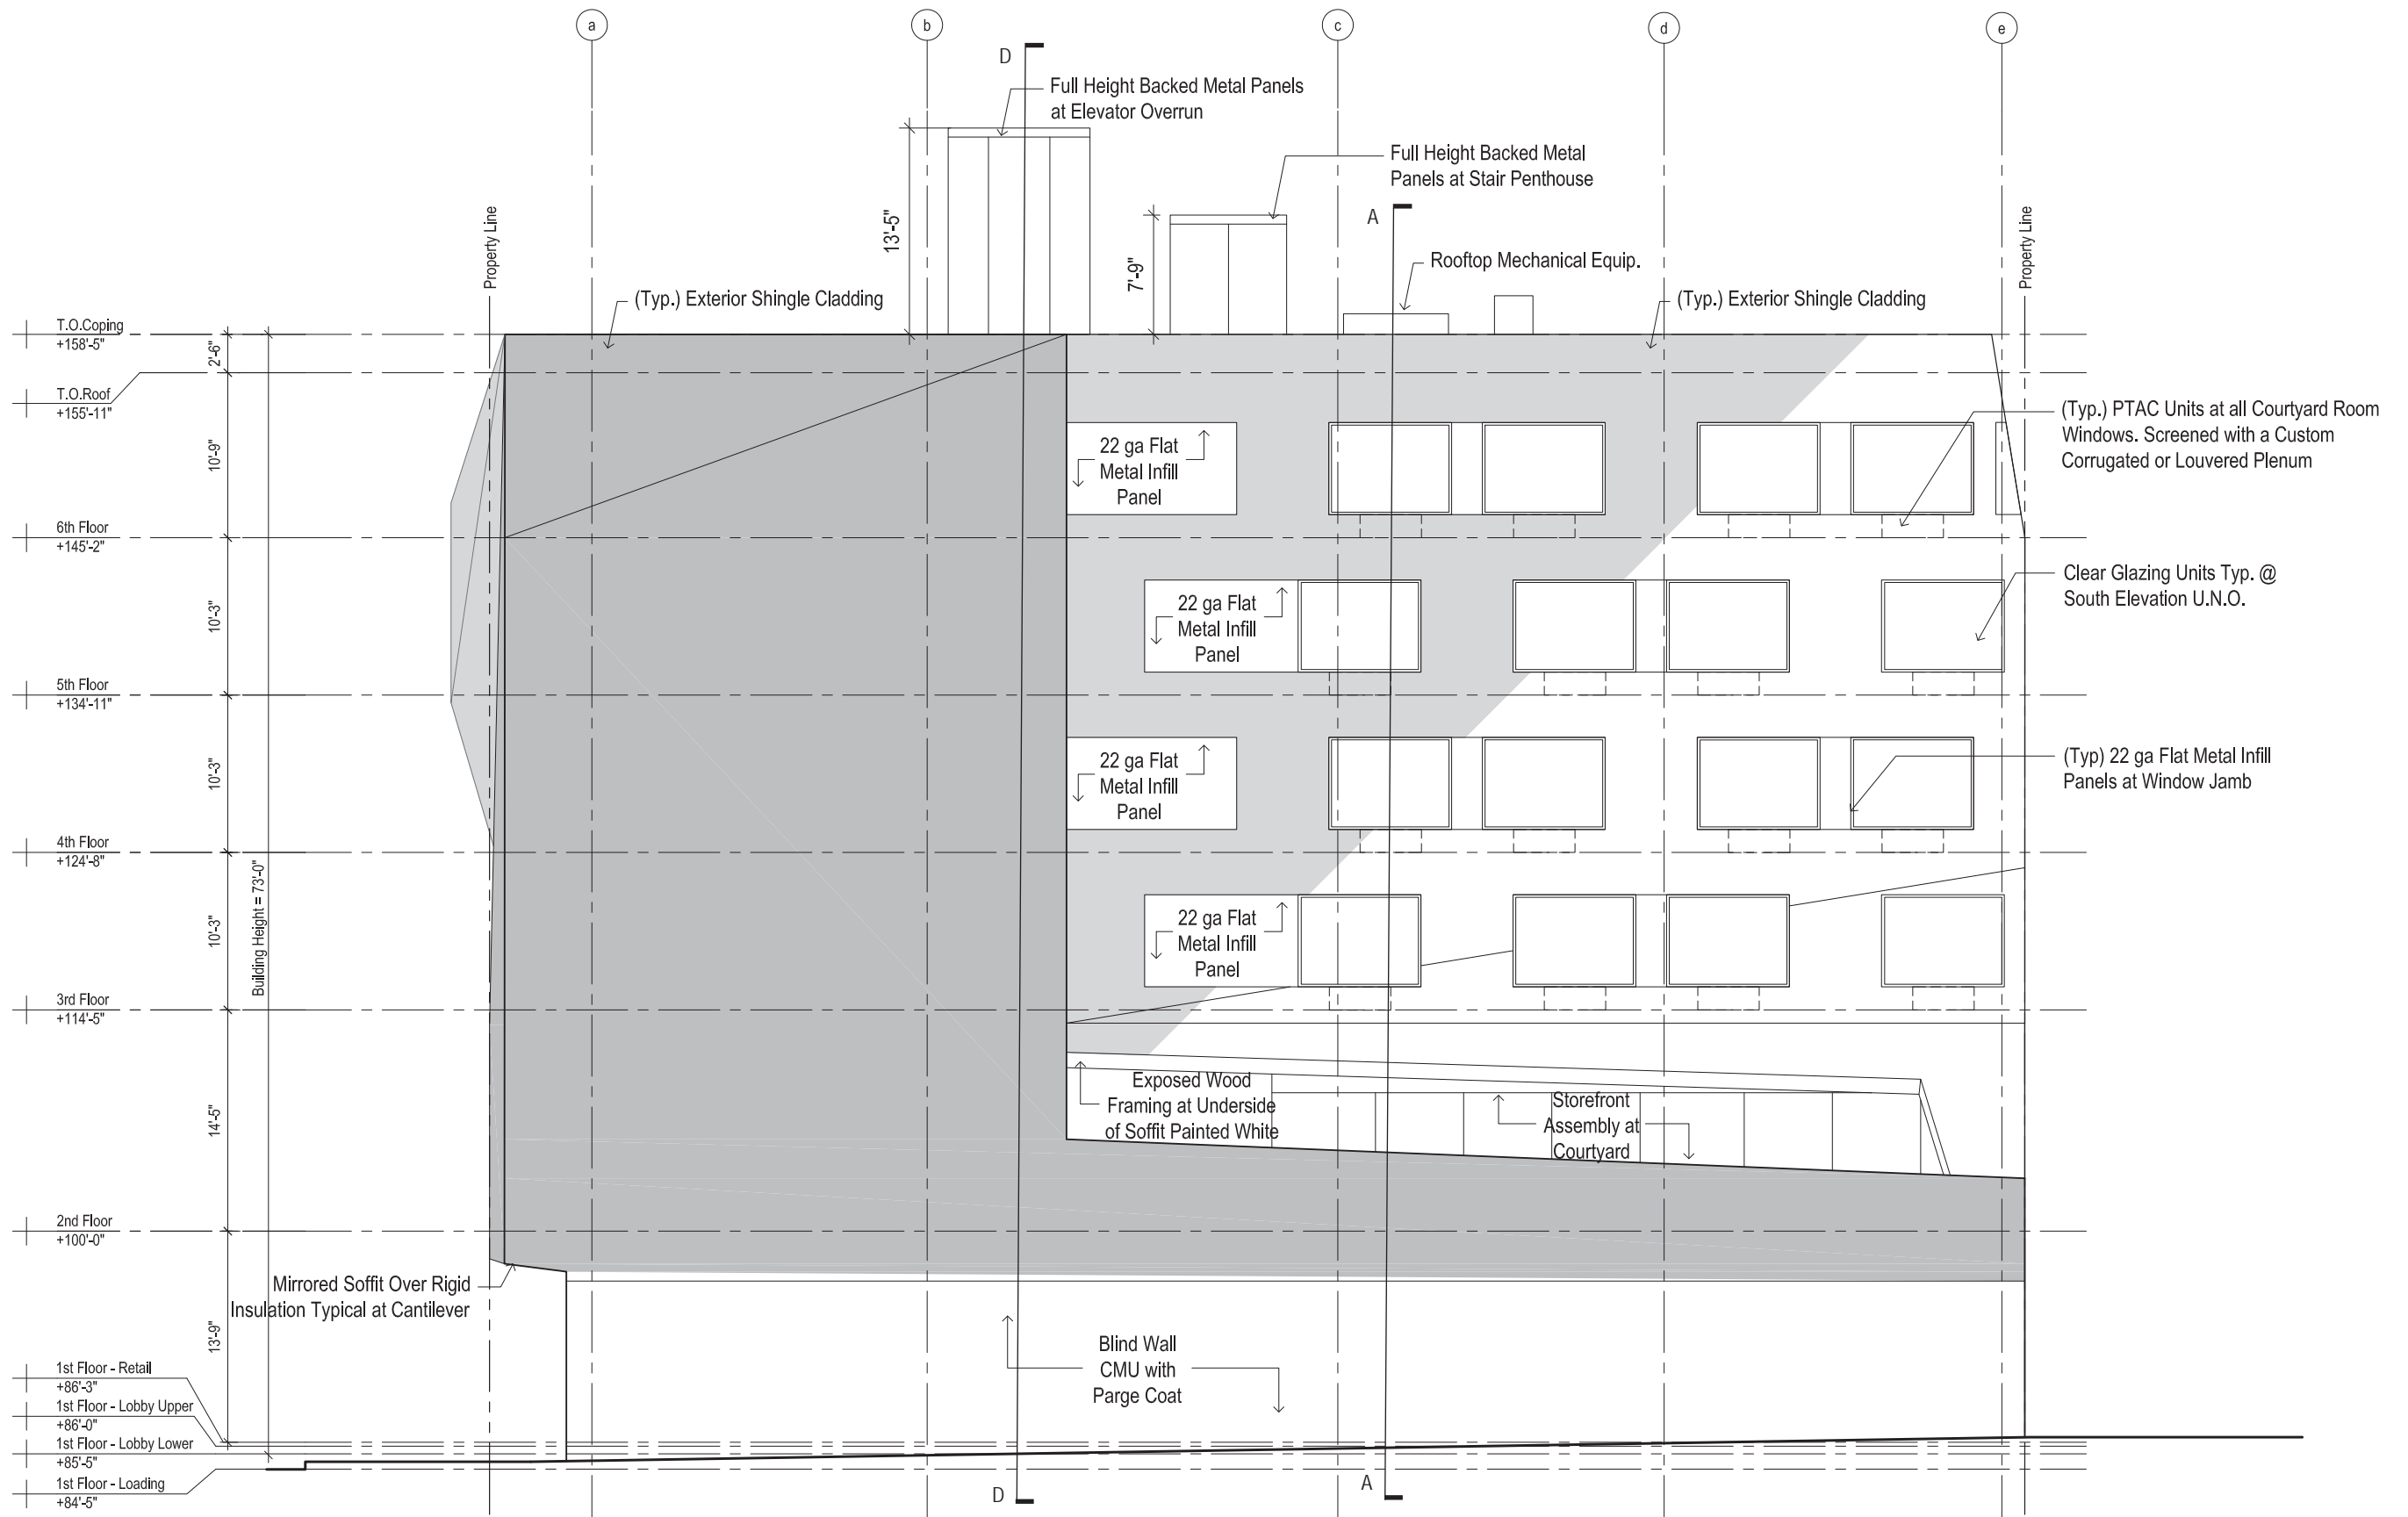 a
b
c
d
e
D
Full Height Backed Metal Panels
at Elevator Overrun
Full Height Backed Metal
Panels at Stair Penthouse
13'-5"
7'-9"
A
Property Line
Property Line
Rooftop Mechanical Equip.
(Typ.) Exterior Shingle Cladding
(Typ.) Exterior Shingle Cladding
T.O.Coping
+158'-5"
2'-6"
T.O.Roof
+155'-11"
10'-9"
(Typ.) PTAC Units at all Courtyard Room
Windows. Screened with a Custom
Corrugated or Louvered Plenum
22 ga Flat
Metal Infill
Panel
6th Floor
+145'-2"
10'-3"
Clear Glazing Units Typ. @
South Elevation U.N.O.
22 ga Flat
Metal Infill
Panel
5th Floor
+134'-11"
10'-3"
22 ga Flat
Metal Infill
Panel
(Typ) 22 ga Flat Metal Infill
Panels at Window Jamb
4th Floor
+124'-8"
10'-3"
Building Height = 73'-0"
22 ga Flat
Metal Infill
Panel
3rd Floor
+114'-5"
14'-5"
Exposed Wood
Framing at Underside
of Soffit Painted White
Storefront
Assembly at
Courtyard
2nd Floor
+100'-0"
Mirrored Soffit Over Rigid
Insulation Typical at Cantilever
13'-9"
Blind Wall
CMU with
Parge Coat
1st Floor - Retail
+86'-3"
1st Floor - Lobby Upper
+86'-0"
1st Floor - Lobby Lower
+85'-5"
1st Floor - Loading
+84'-5"
D
A